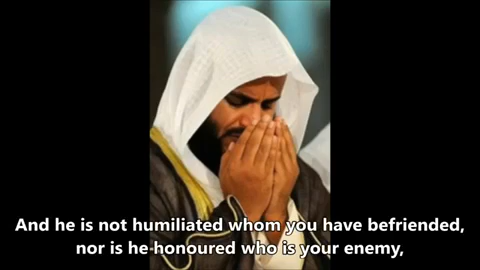 And he is not humiliated whom you have befriended,
nor is he honoured who is your enemy,